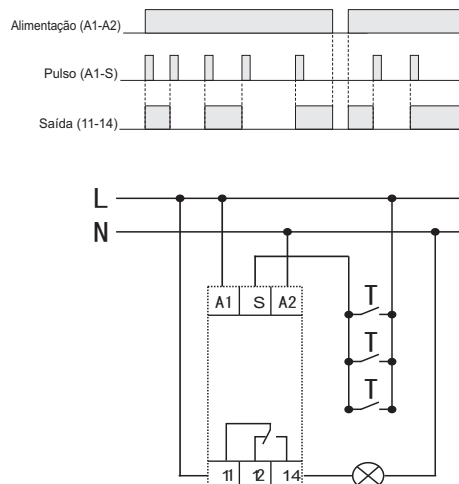 Alimentação (A1-A2)
Pulso (A1-S)
Saída (11-14)
L
N
A1 S A2
T
T
T
11 12 14